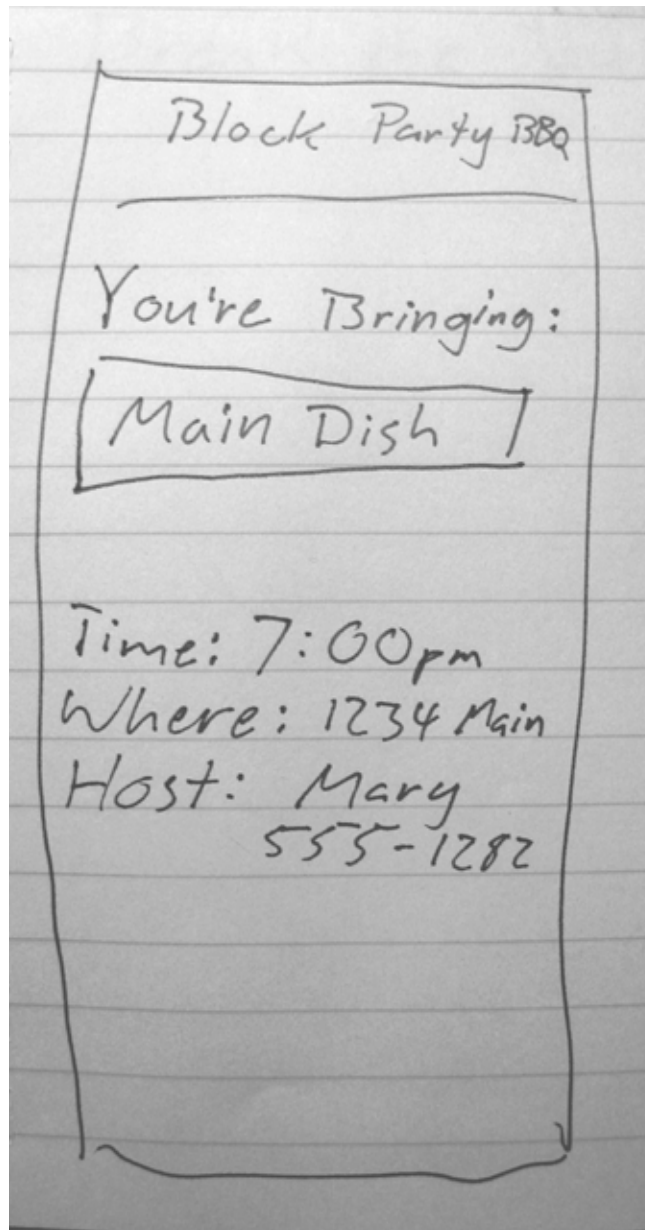 Block Party BBQ
You're Bringing:
Main Dish
Time: 7:00pm
Where: 1234 Main
Host: Mary
555-1282